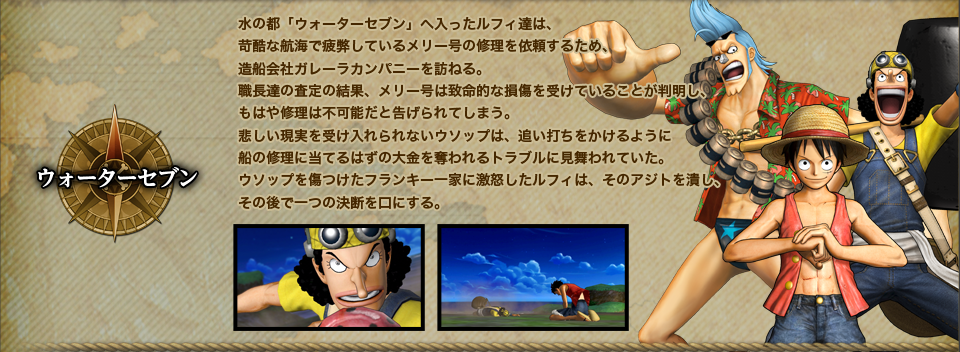 水の都「ウォーターセブン」へ入ったルフィ達は、
苛酷な航海で疲弊しているメリー号の修理を依頼するため、
造船会社ガレーラカンパニーを訪ねる。
職長達の査定の結果、メリー号は致命的な損傷を受けていることが判明し、
もはや修理は不可能だと告げられてしまう。
悲しい現実を受け入れられないウソップは、追い打ちをかけるように
船の修理に当てるはずの大金を奪われるトラブルに見舞われていた。
ウソップを傷つけたフランキー一家に激怒したルフィは、そのアジトを潰し、
その後で一つの決断を口にする。
ウォーターセブン